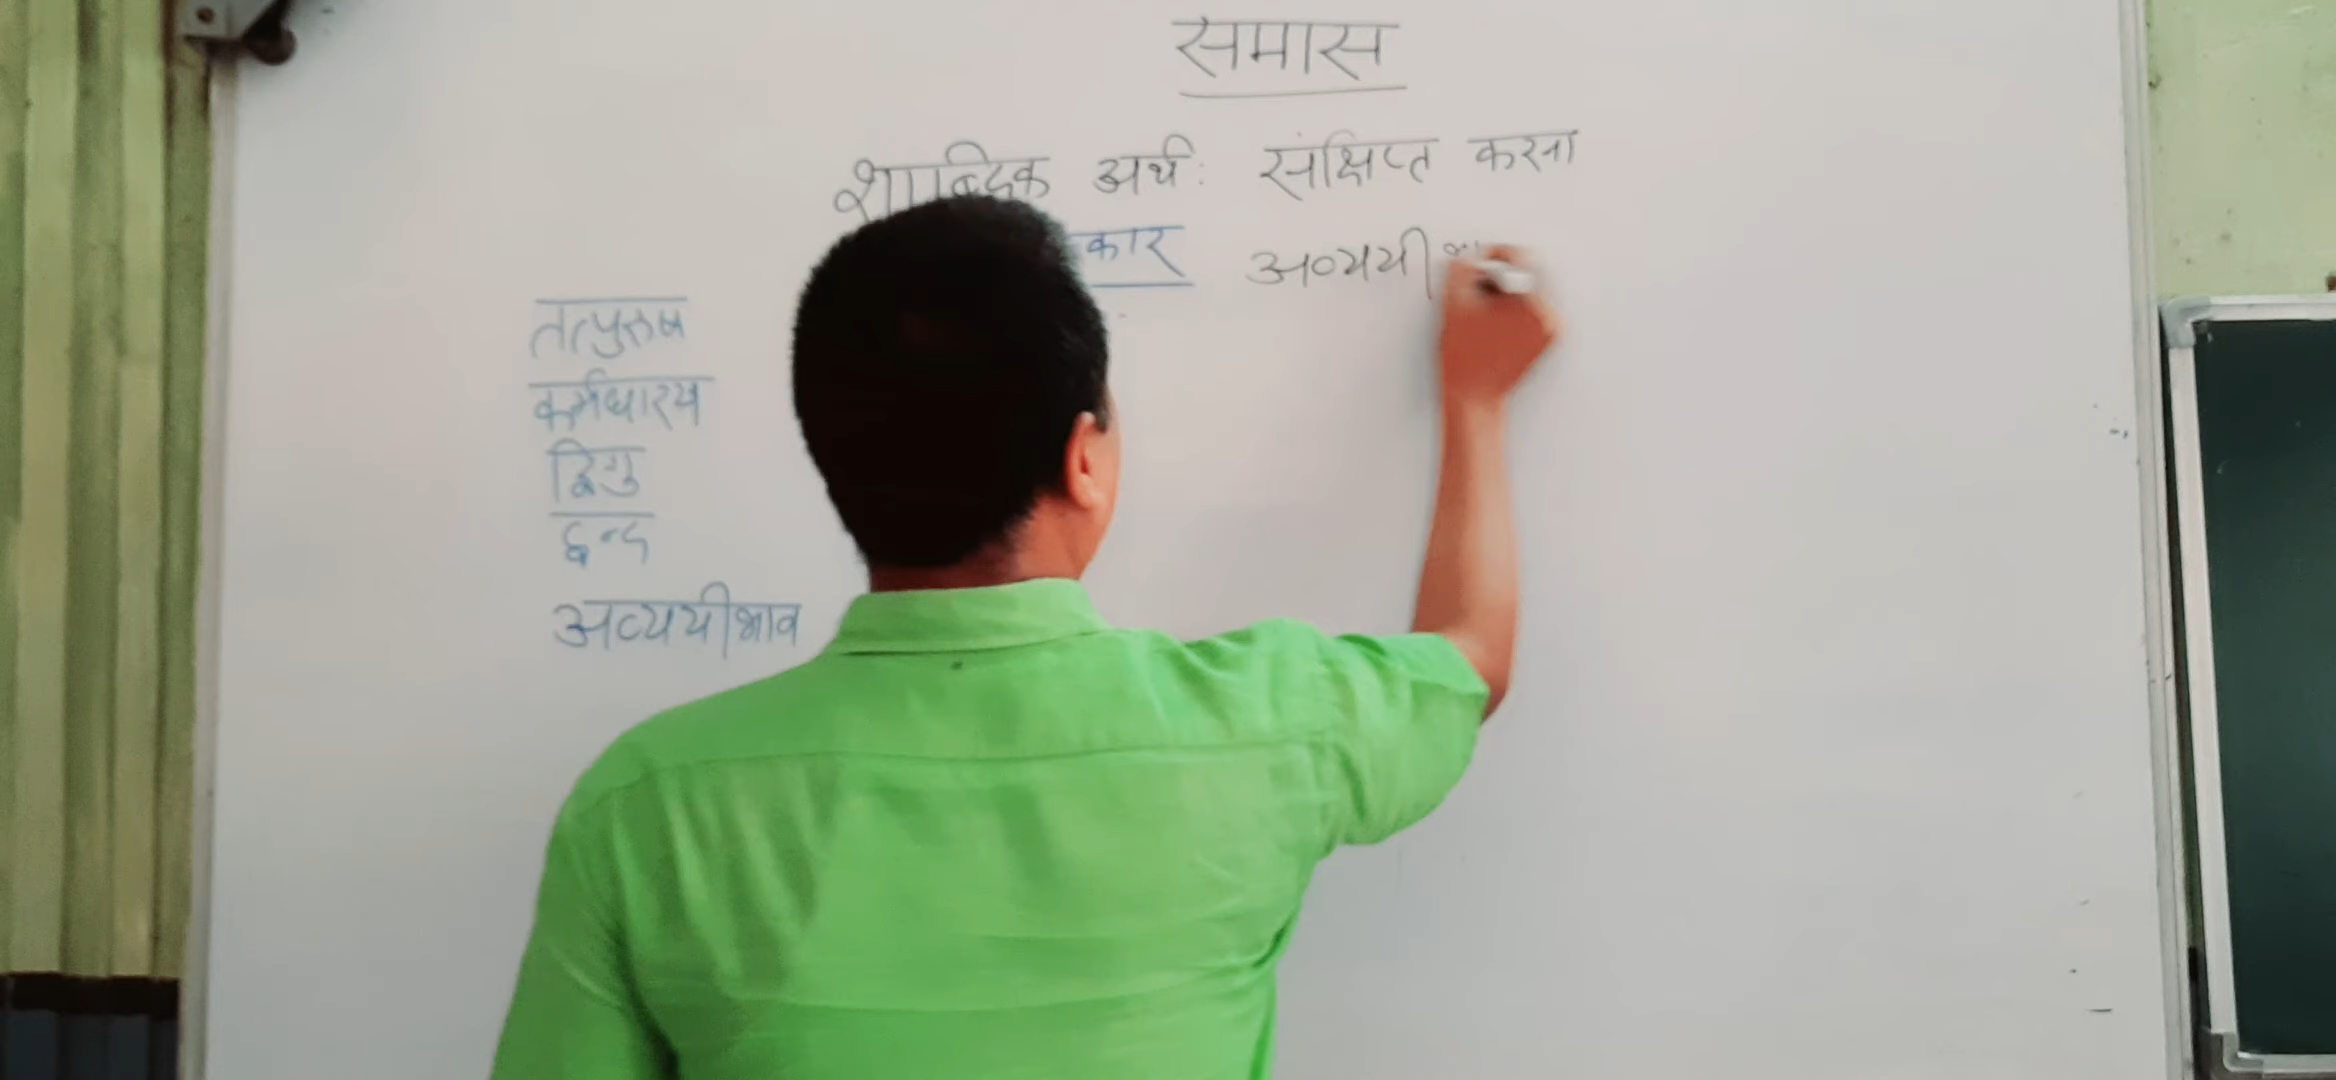 समास
शाब्दिक अर्थ: संक्षिप्त करना
कार अव्ययीभा
तत्पुरुष
कर्मधारय
द्विगु
द्वन्द
अव्ययीभाव